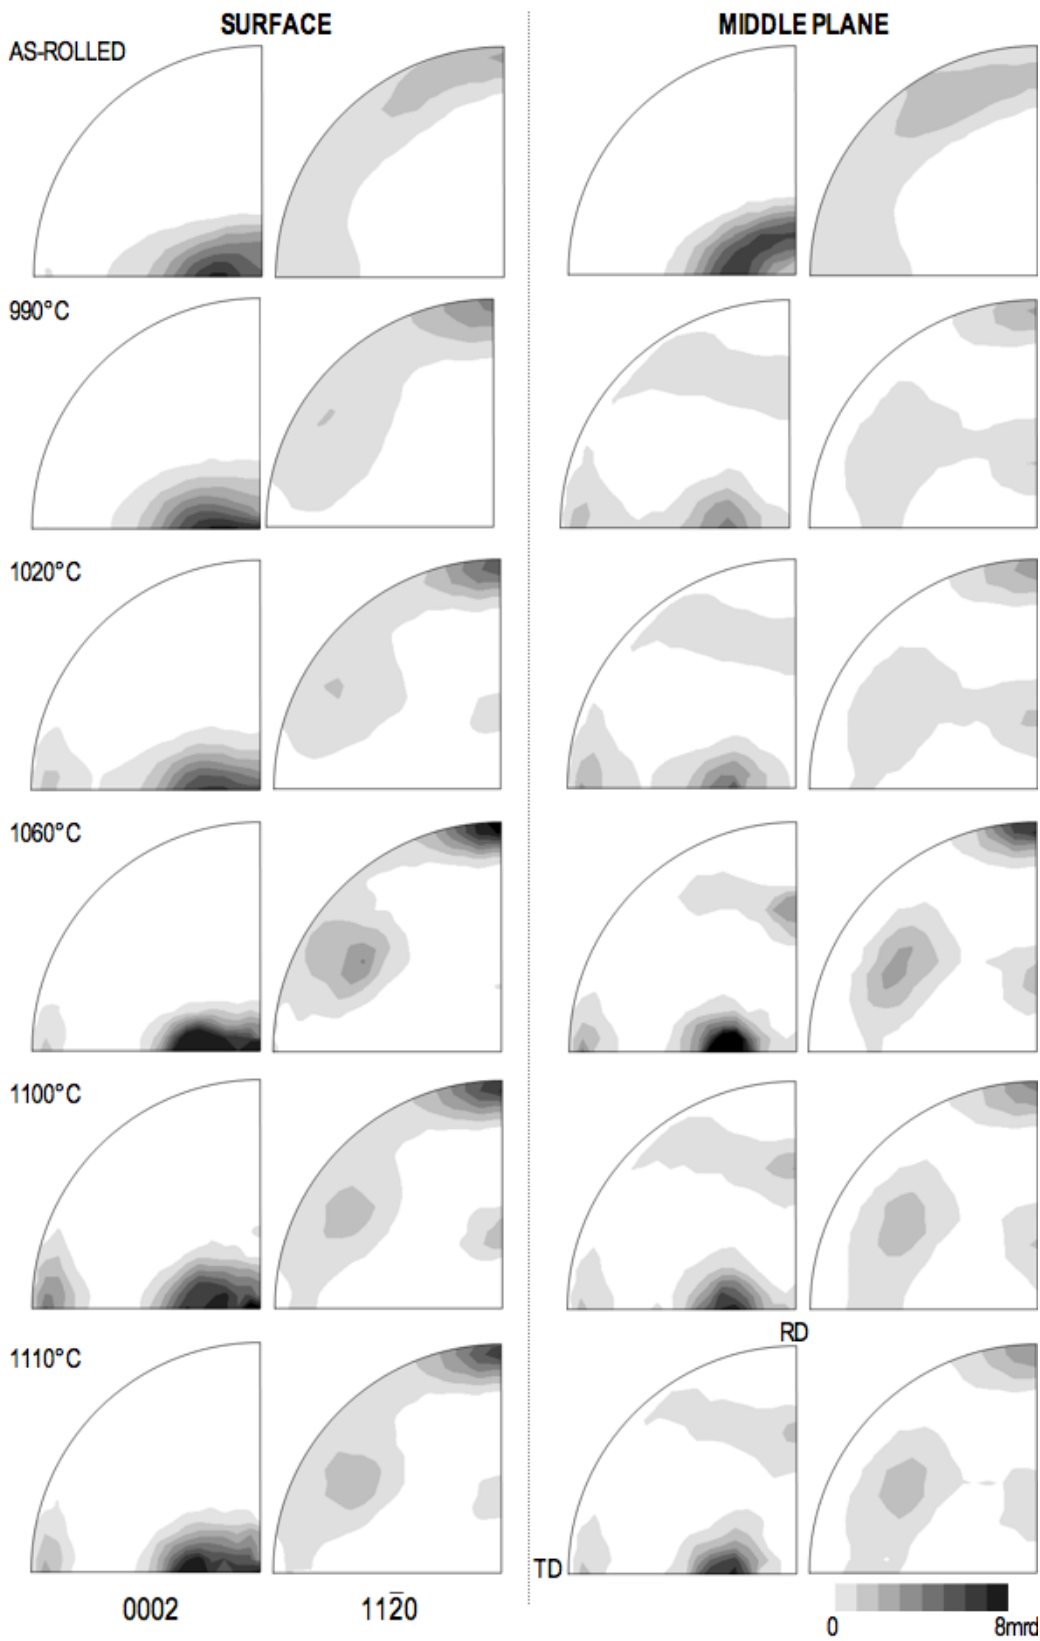 SURFACE
MIDDLE PLANE
AS-ROLLED
990°C
1020°C
1060°C
1100°C
1110°C
RD
TD
0002
112̅0
0
8mrd